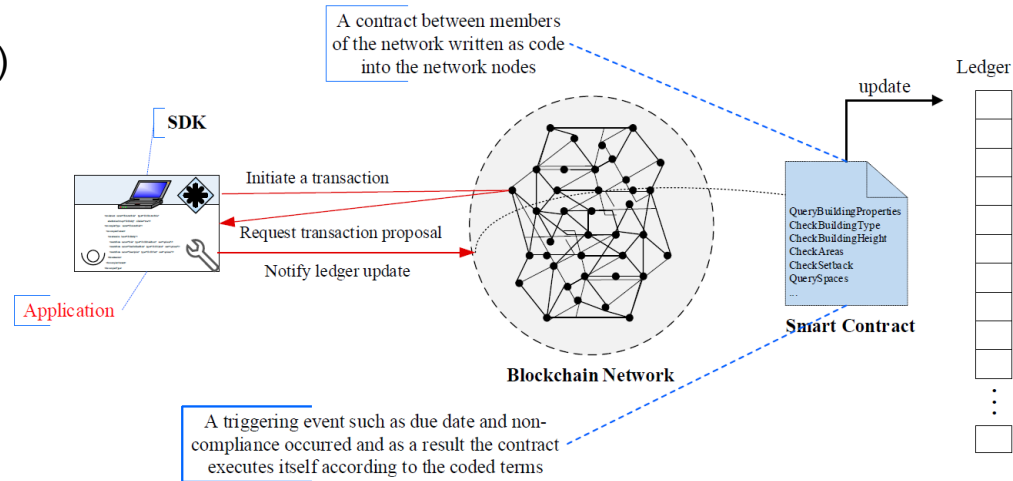 )
A contract between members
of the network written as code
into the network nodes
Ledger
update
SDK
Initiate a transaction
Request transaction proposal
Notify ledger update
Application
QueryBuildingProperties
CheckBuildingType
CheckBuildingHeight
CheckAreas
CheckSetback
QuerySpaces
...
Smart Contract
Blockchain Network
A triggering event such as due date and non-
compliance occurred and as a result the contract
executes itself according to the coded terms